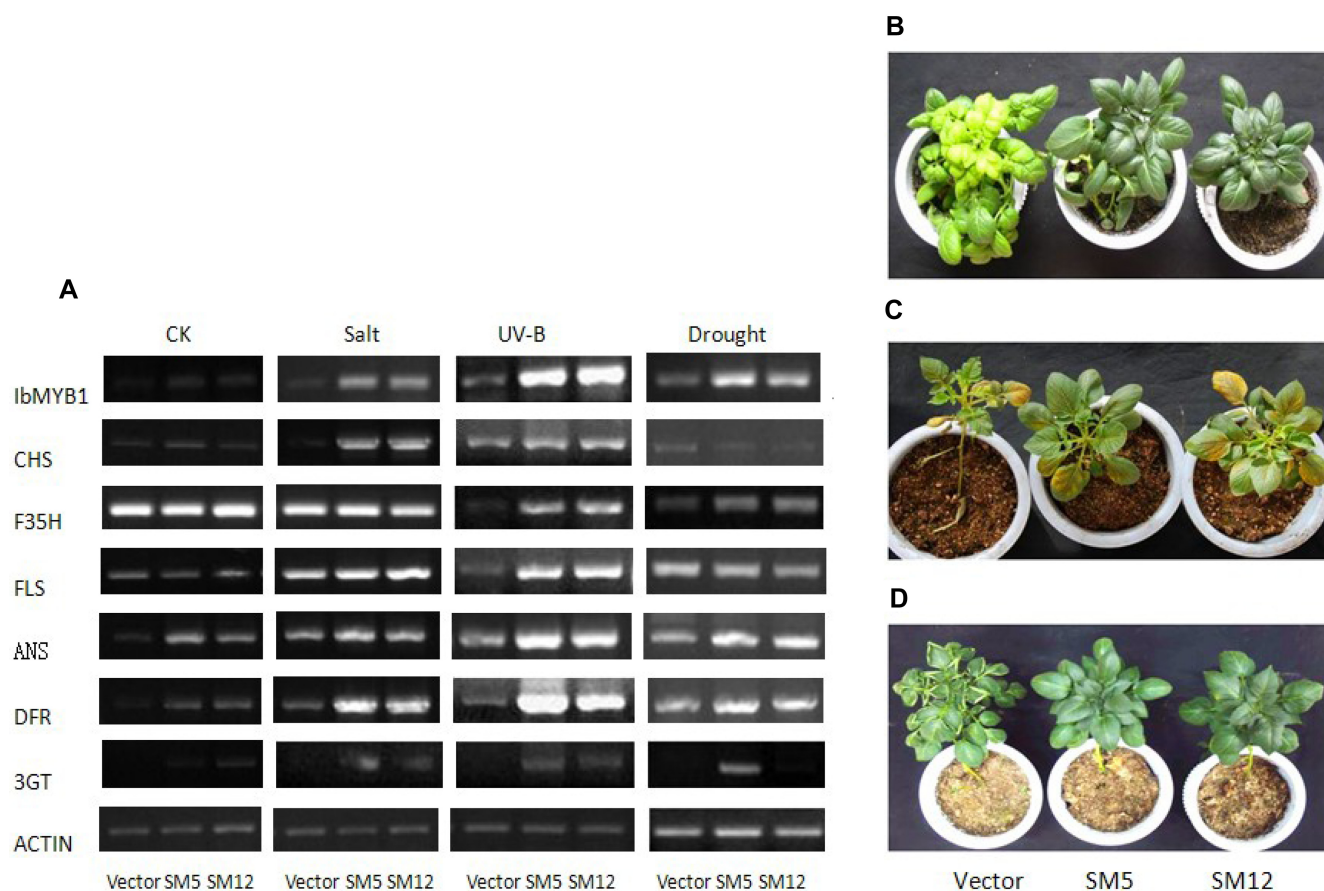 B
A
CK Salt UV-B Drought
IbMYB1
CHS
C
F35H
FLS
D
ANS
DFR
3GT
ACTIN
Vector SM5 SM12 Vector SM5 SM12 Vector SM5 SM12 Vector SM5 SM12
Vector SM5 SM12